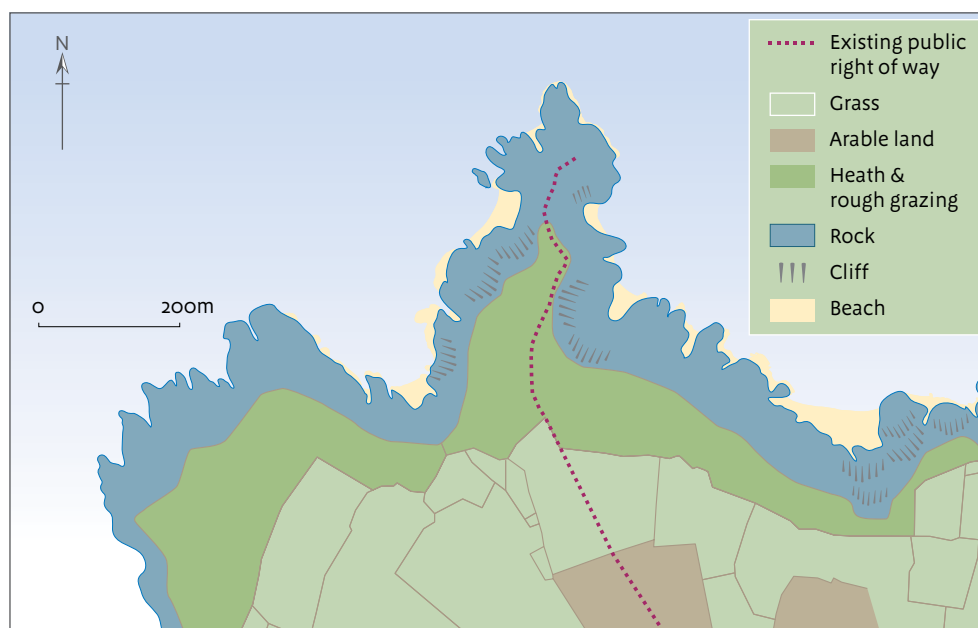 N
0 200m
Existing public
right of way
Grass
Arable land
Heath &
rough grazing
Rock
Cliff
Beach